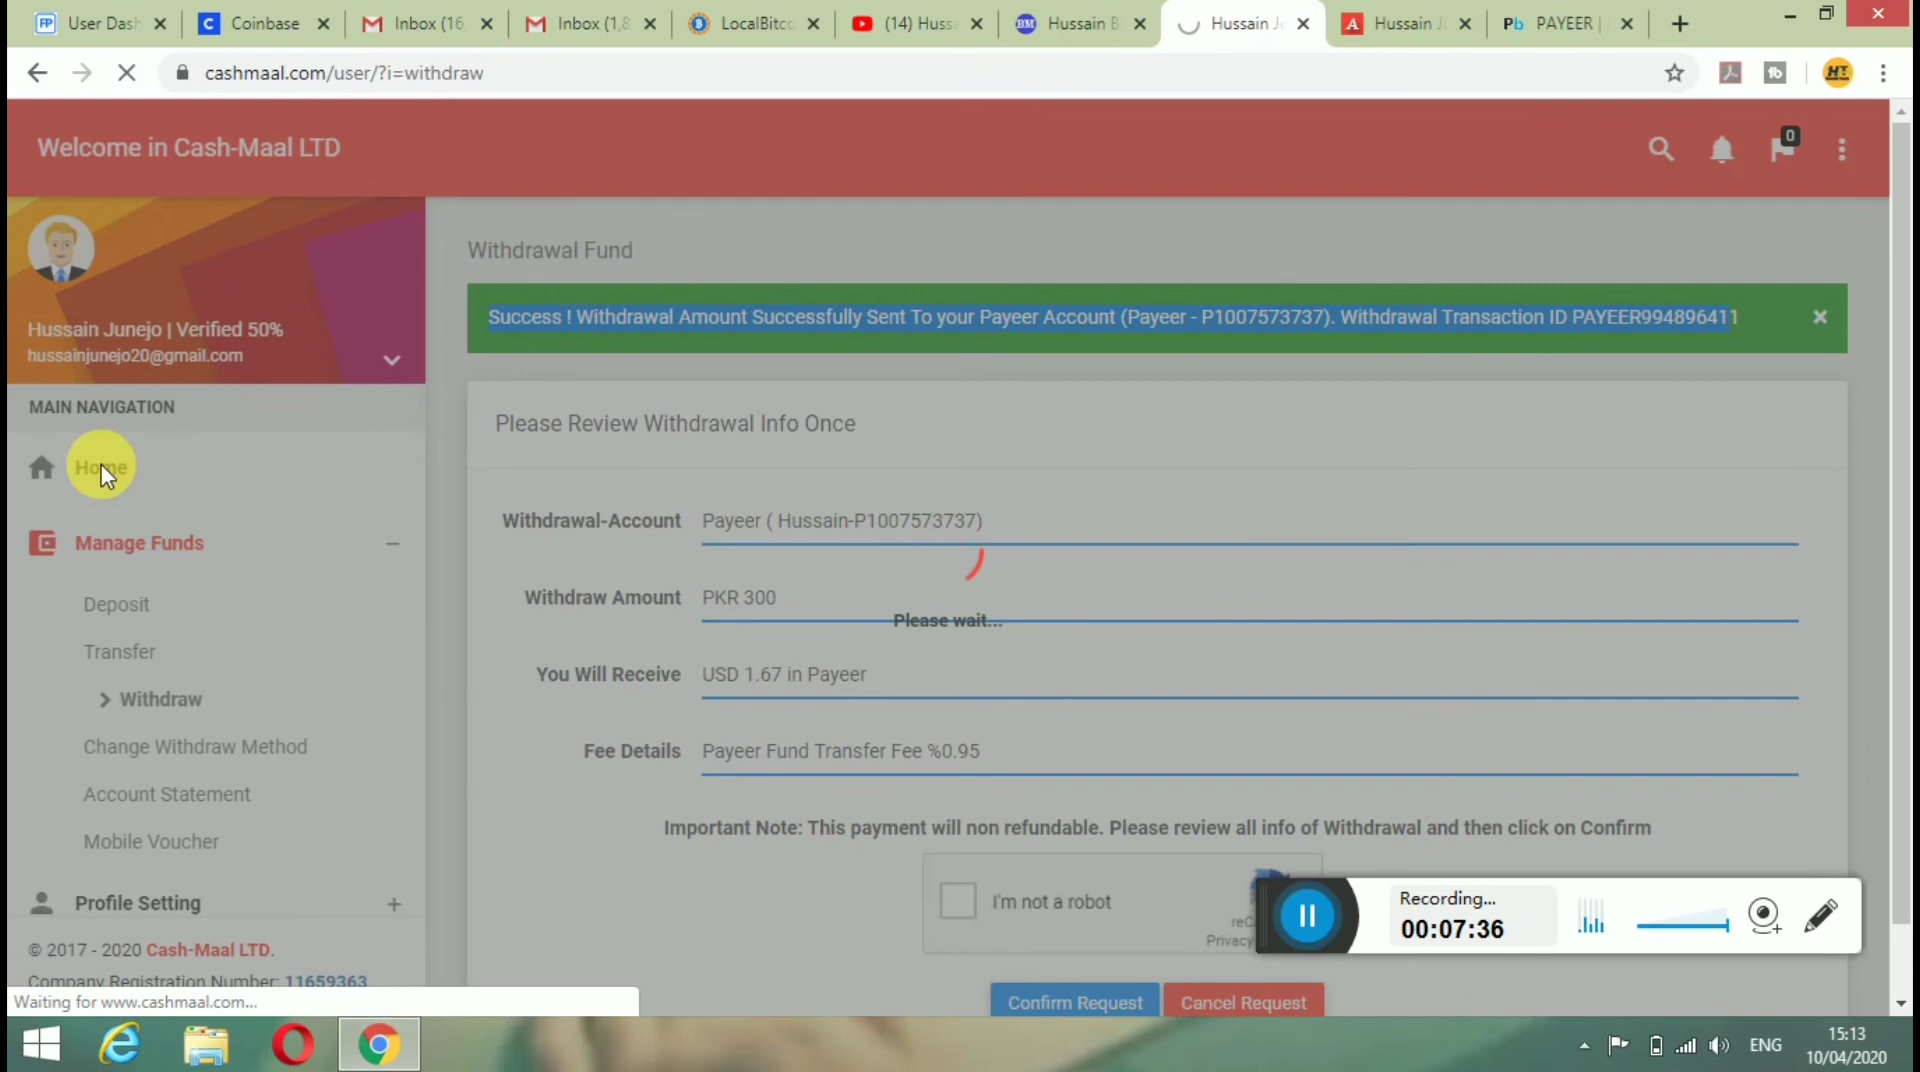 User Dash
Coinbase
Inbox (16,
Inbox (1,8
LocalBitco
(14) Hussa
Hussain B
Hussain Ju
Hussain Ju
PAYEER |
cashmaal.com/user/?i=withdraw
Welcome in Cash-Maal LTD
0
Hussain Junejo | Verified 50%
hussainjunejo20@gmail.com
MAIN NAVIGATION
Home
Manage Funds
Deposit
Transfer
Withdraw
Change Withdraw Method
Account Statement
Mobile Voucher
Profile Setting
© 2017 - 2020 Cash-Maal LTD.
Company Registration Number: 11659363
Waiting for www.cashmaal.com...
Withdrawal Fund
Success ! Withdrawal Amount Successfully Sent To your Payeer Account (Payeer - P1007573737). Withdrawal Transaction ID PAYEER994896411
Please Review Withdrawal Info Once
Withdrawal-Account Payeer ( Hussain-P1007573737)
Withdraw Amount PKR 300
Please wait...
You Will Receive USD 1.67 in Payeer
Fee Details Payeer Fund Transfer Fee %0.95
Important Note: This payment will non refundable. Please review all info of Withdrawal and then click on Confirm
I'm not a robot
Privacy
Recording...
00:07:36
Confirm Request
Cancel Request
ENG
15:13
10/04/2020